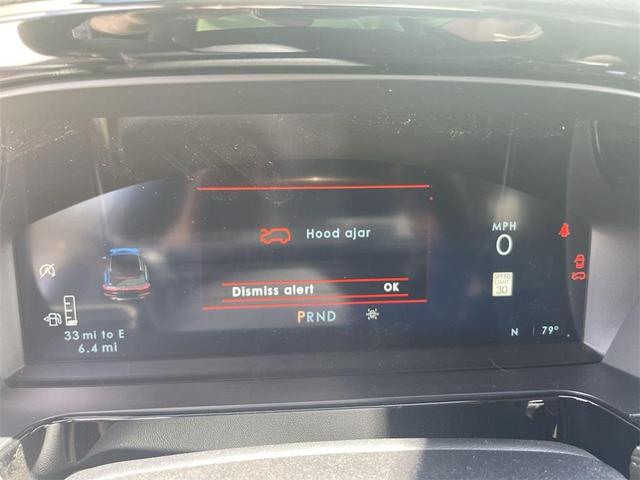 Hood ajar
MPH
0
Dismiss alert OK
SPEED
LIMIT
30
PRND
33 mi to E
6.4 mi
N 79°